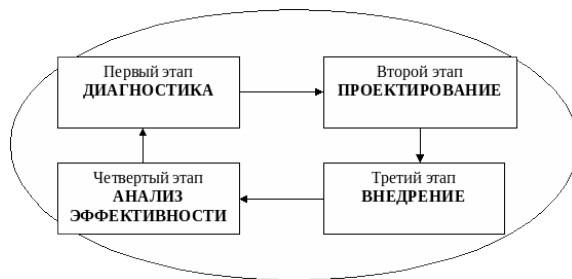 Первый этап
ДИАГНОСТИКА
Второй этап
ПРОЕКТИРОВАНИЕ
Четвертый этап
АНАЛИЗ
ЭФФЕКТИВНОСТИ
Третий этап
ВНЕДРЕНИЕ